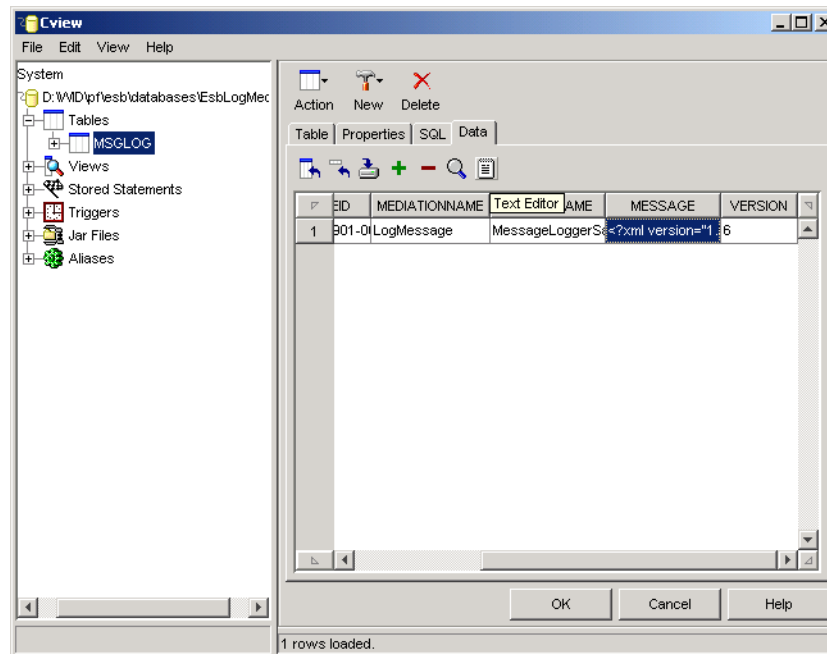 Cview
File Edit View Help
System
D:\WID\pf\esb\databases\EsbLogMed
Tables
MSGLOG
Views
Stored Statements
Triggers
Jar Files
Aliases
Action New Delete
Table Properties SQL Data
EID MEDIATIONNAME Text Editor AME MESSAGE VERSION
1 901-0 LogMessage MessageLoggerSa <?xml version="1. 6
OK Cancel Help
1 rows loaded.